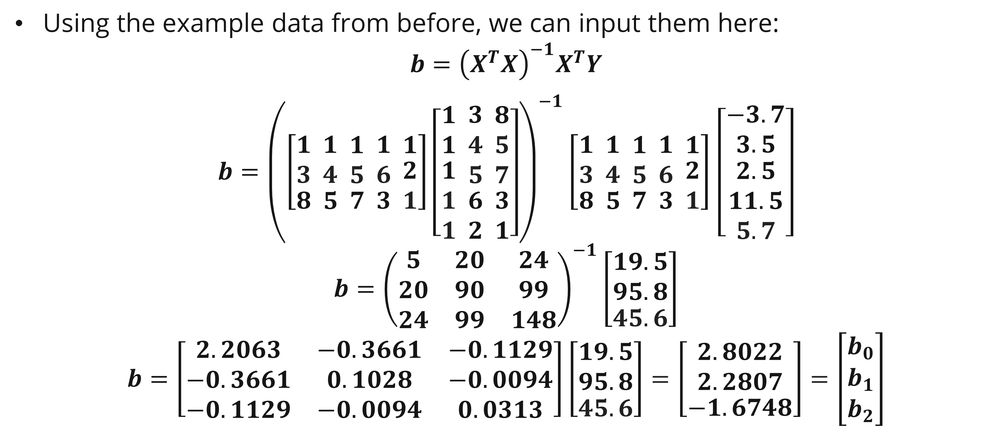 • Using the example data from before, we can input them here:
b = (X^T X)^−1 X^T Y
b = ([1 1 1 1 1; 3 4 5 6 2; 8 5 7 3 1] [1 3 8; 1 4 5; 1 5 7; 1 6 3; 1 2 1])^−1 [1 1 1 1 1; 3 4 5 6 2; 8 5 7 3 1] [−3.7; 3.5; 2.5; 11.5; 5.7]
b = (5 20 24; 20 90 99; 24 99 148)^−1 [19.5; 95.8; 45.6]
b = [2.2063 −0.3661 −0.1129; −0.3661 0.1028 −0.0094; −0.1129 −0.0094 0.0313] [19.5; 95.8; 45.6] = [2.8022; 2.2807; −1.6748] = [b_0; b_1; b_2]